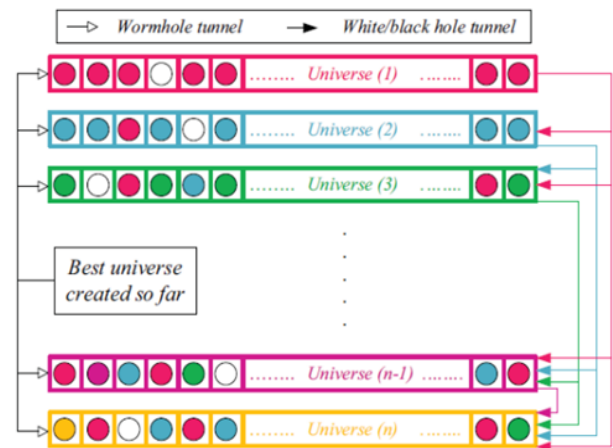 Wormhole tunnel White/black hole tunnel
........ Universe (1) ........
........ Universe (2) ........
........ Universe (3) ........
Best universe
created so far
........ Universe (n-1) ........
........ Universe (n) ........